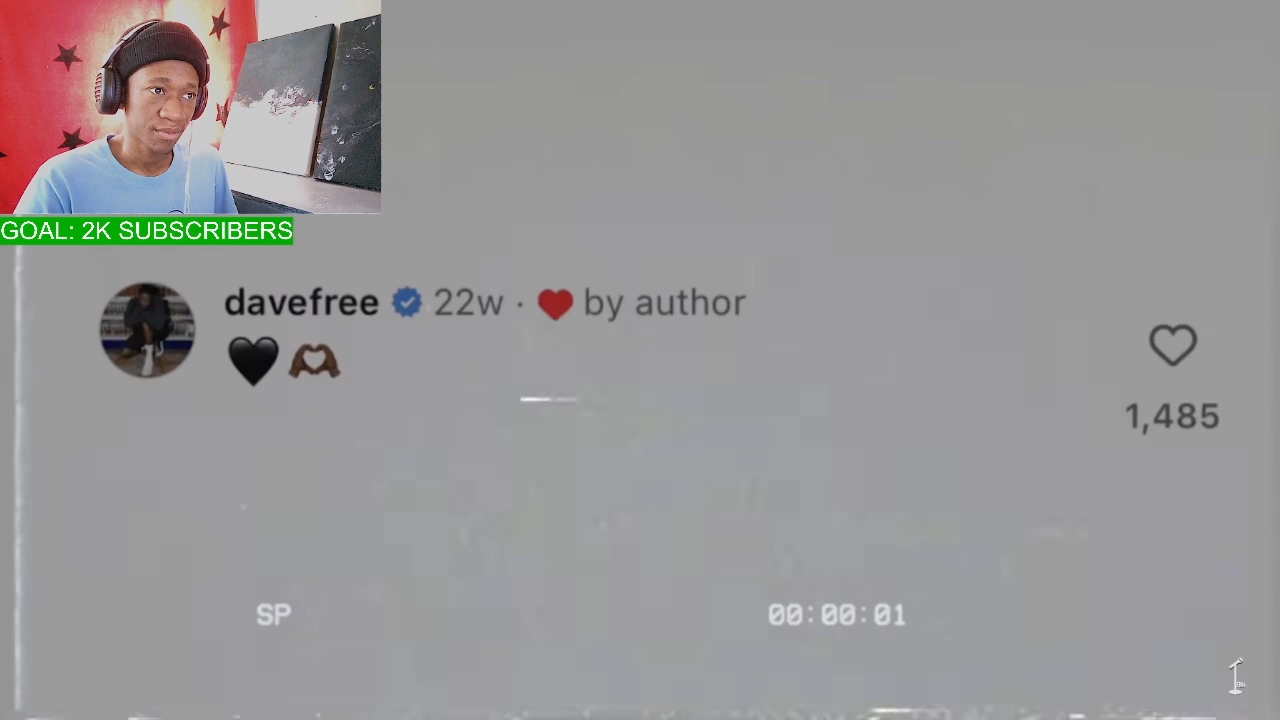 GOAL: 2K SUBSCRIBERS
davefree 22w · ❤️ by author
🖤 🫶🏾
1,485
SP 00:00:01